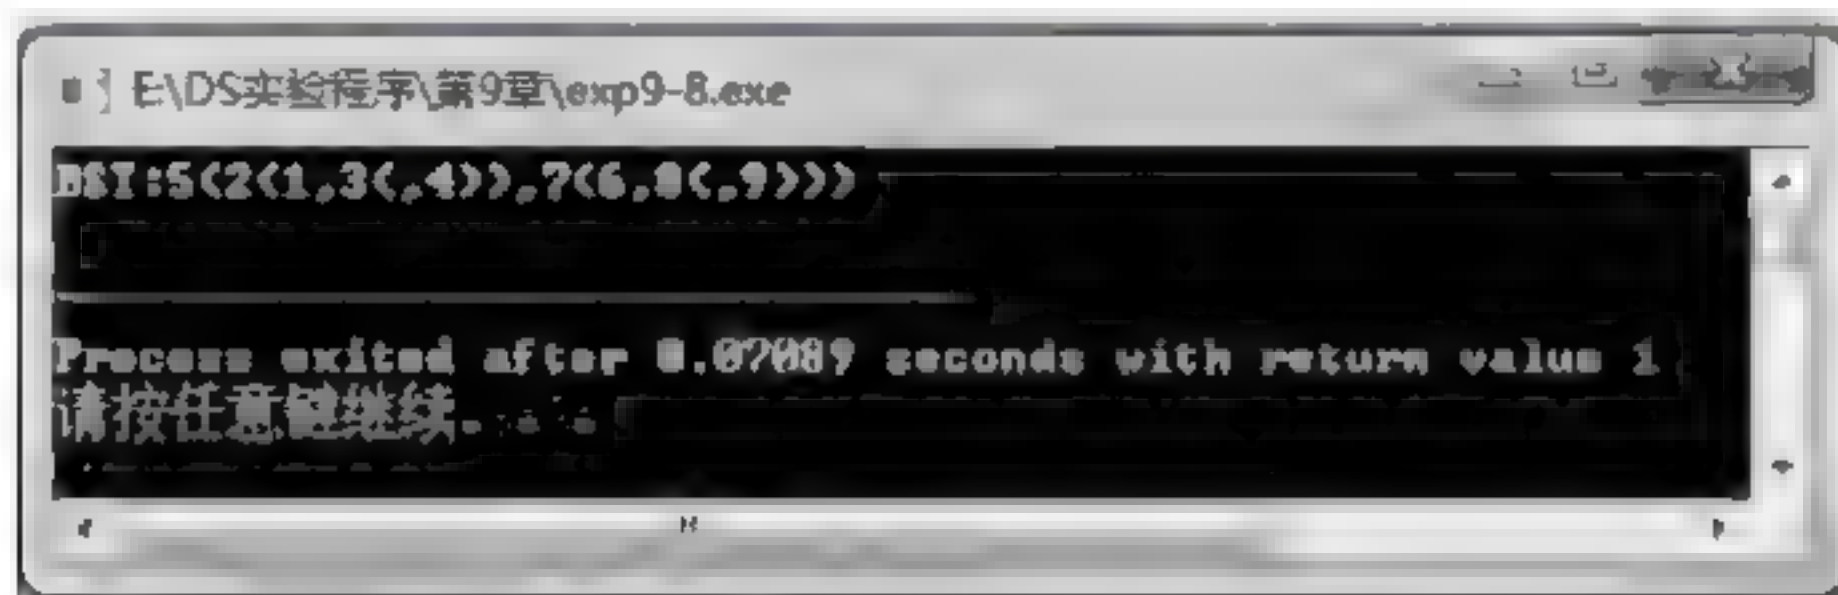 E:\DS实验程序\第9章\exp9-8.exe
BST:5(2(1,3(,4)),7(6,8(,9)))
Process exited after 0.07089 seconds with return value 1
请按任意键继续. . .